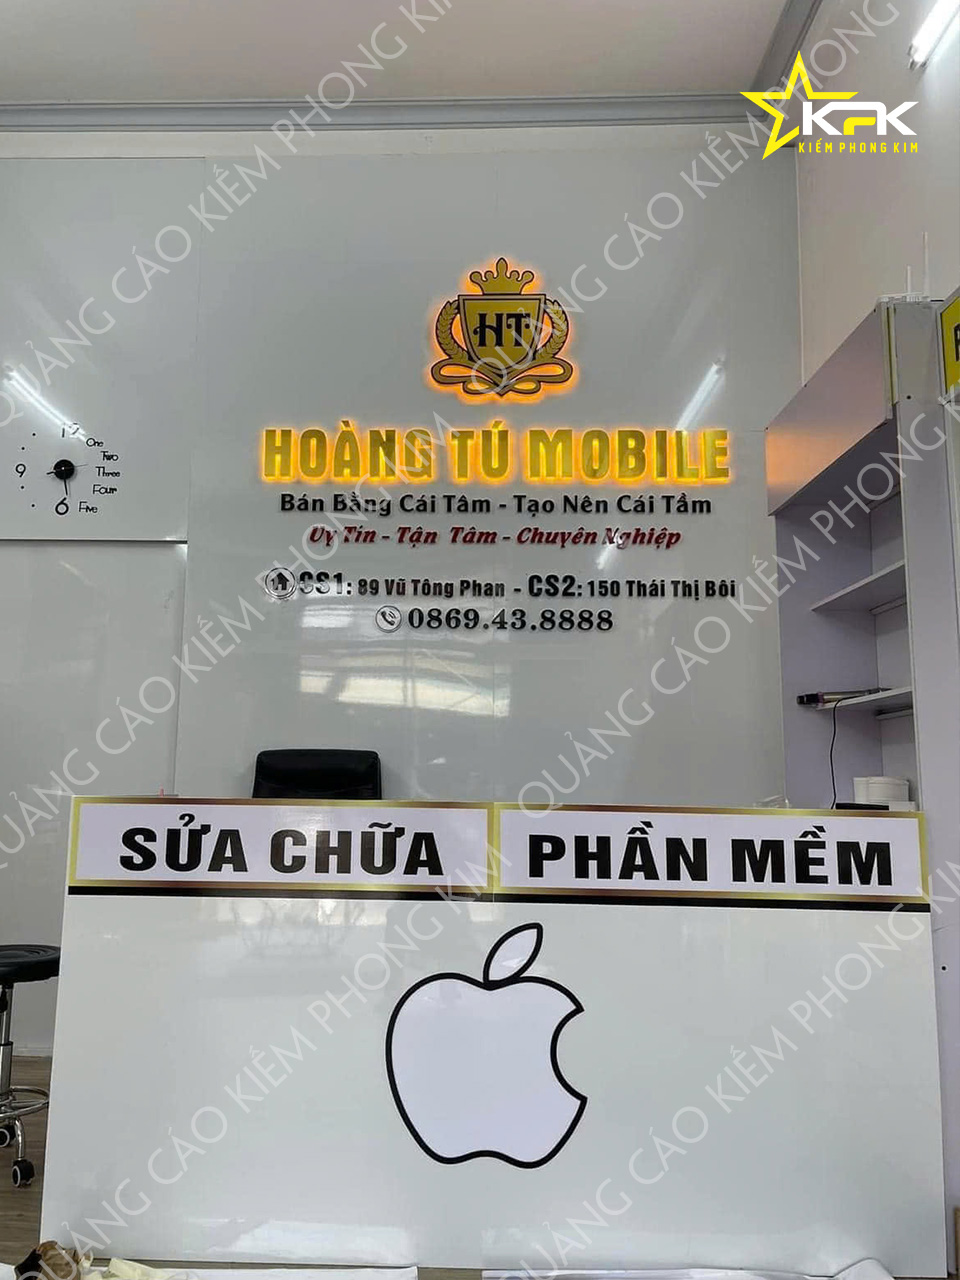 KPK
KIẾM PHONG KIM
HT
HOÀNG TÚ MOBILE
Bán Bằng Cái Tâm - Tạo Nên Cái Tầm
Uy Tín - Tận Tâm - Chuyên Nghiệp
CS1: 89 Vũ Tông Phan - CS2: 150 Thái Thị Bôi
0869.43.8888
12
One
Two
9
Three
Four
6
Five
SỬA CHỮA
PHẦN MỀM
QUẢNG CÁO KIẾM PHONG KIM